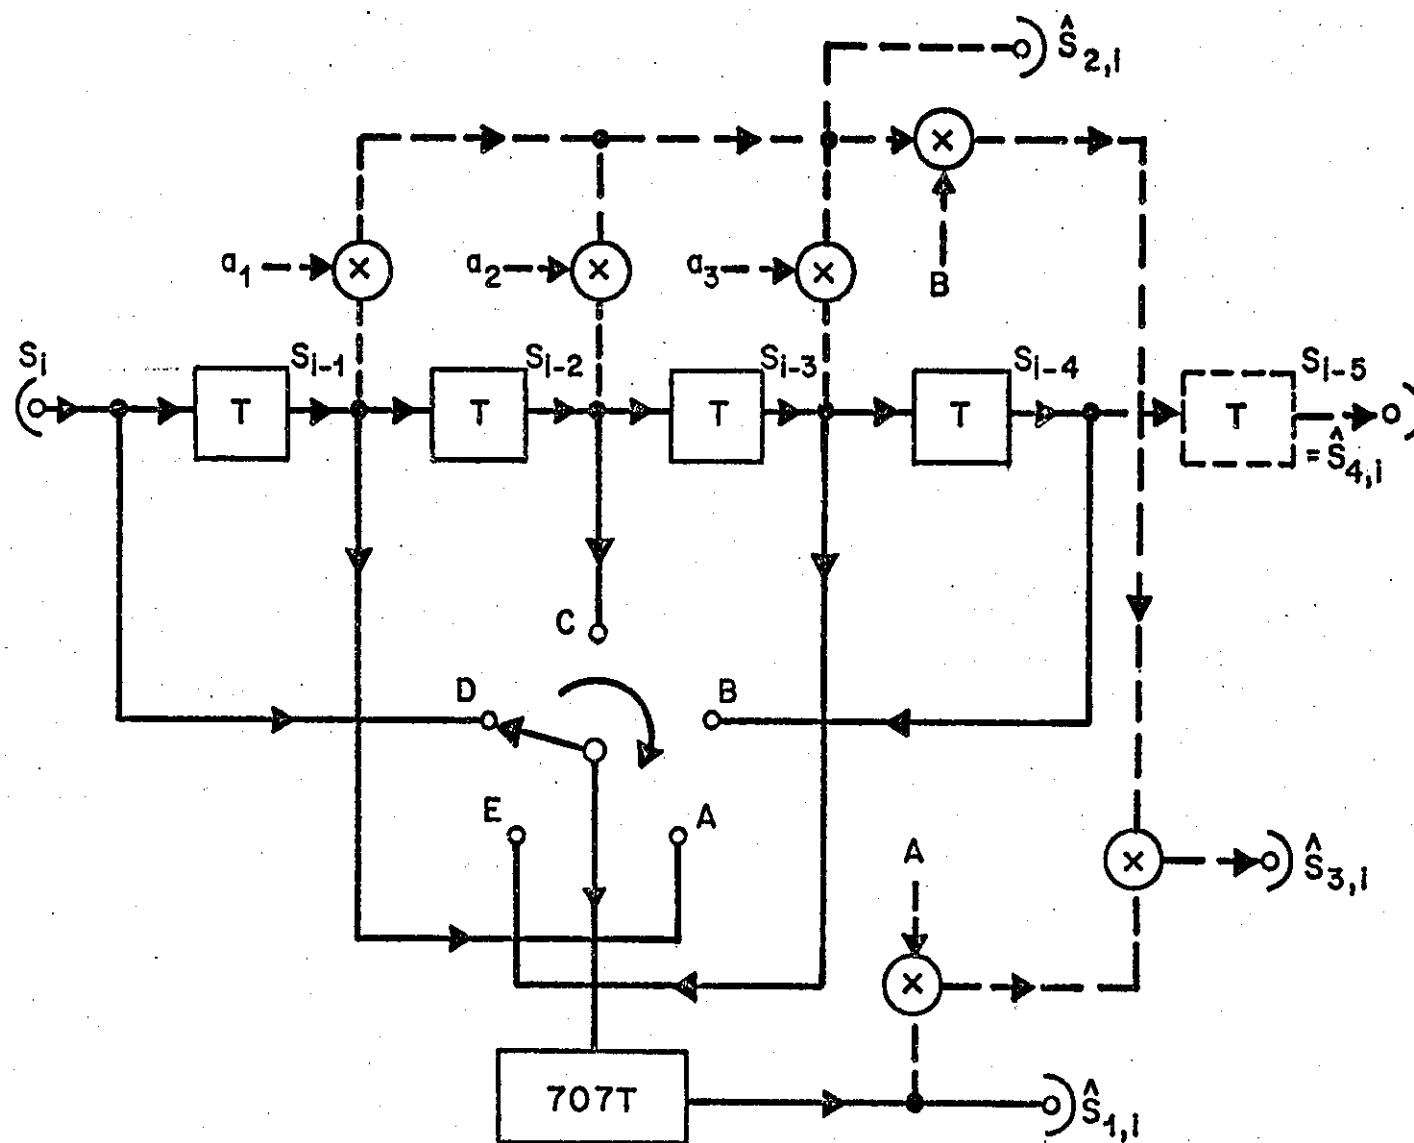 Ŝ2,i
× B
a1 × a2 × a3 ×
Si T Si-1 T Si-2 T Si-3 T Si-4 T Si-5
= Ŝ4,i
C
D B
E A
A
× Ŝ3,i
×
707T Ŝ1,i